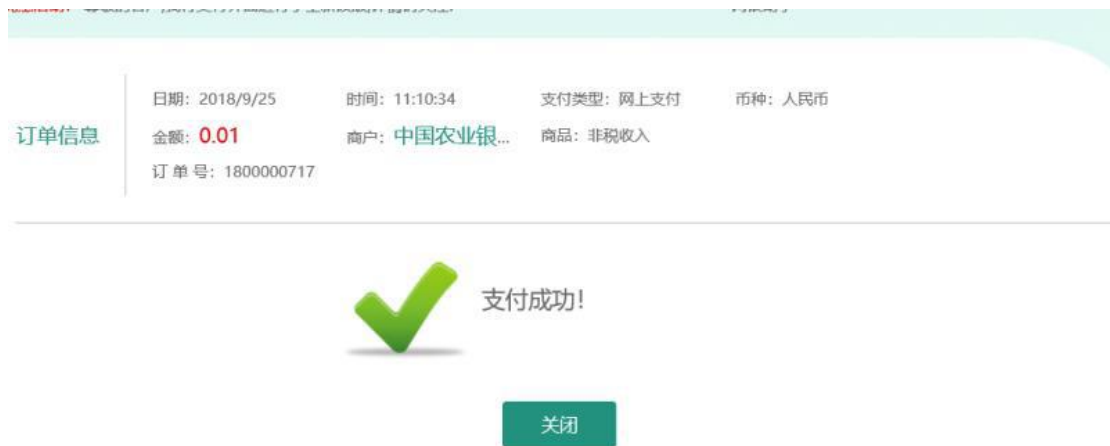 日期：2018/9/25 时间：11:10:34 支付类型：网上支付 币种：人民币
订单信息 金额：0.01 商户：中国农业银... 商品：非税收入
订 单 号：1800000717
支付成功！
关闭